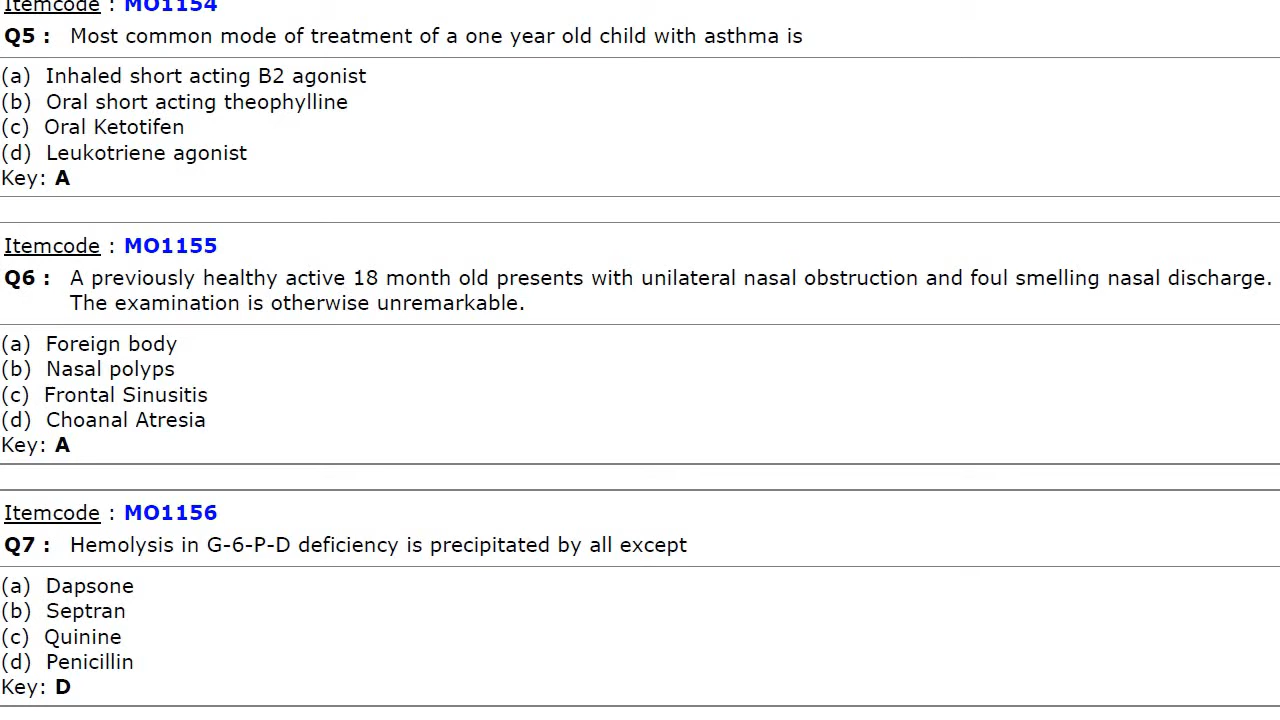 Itemcode : MO1154
Q5 : Most common mode of treatment of a one year old child with asthma is
(a) Inhaled short acting B2 agonist
(b) Oral short acting theophylline
(c) Oral Ketotifen
(d) Leukotriene agonist
Key: A
Itemcode : MO1155
Q6 : A previously healthy active 18 month old presents with unilateral nasal obstruction and foul smelling nasal discharge.
The examination is otherwise unremarkable.
(a) Foreign body
(b) Nasal polyps
(c) Frontal Sinusitis
(d) Choanal Atresia
Key: A
Itemcode : MO1156
Q7 : Hemolysis in G-6-P-D deficiency is precipitated by all except
(a) Dapsone
(b) Septran
(c) Quinine
(d) Penicillin
Key: D